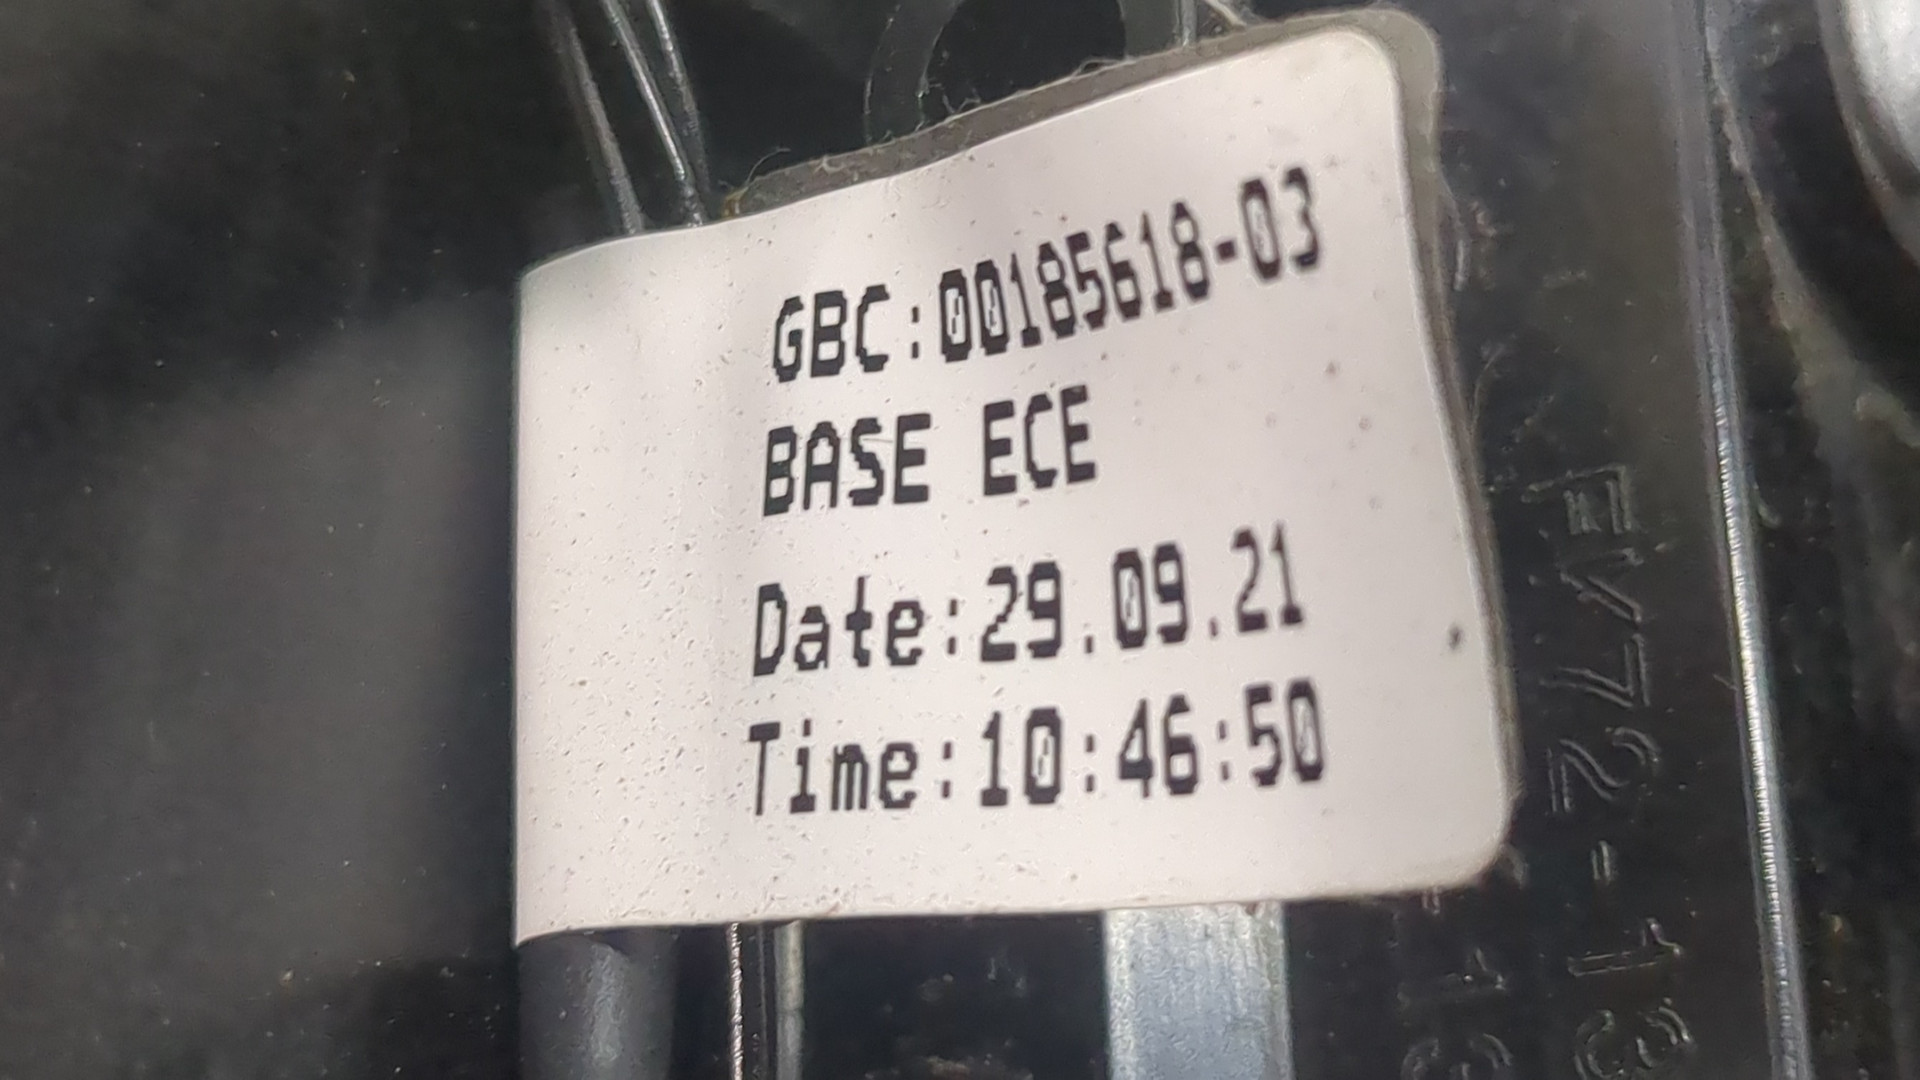 GBC:00185618-03
BASE ECE
Date:29.09.21
Time:10:46:50